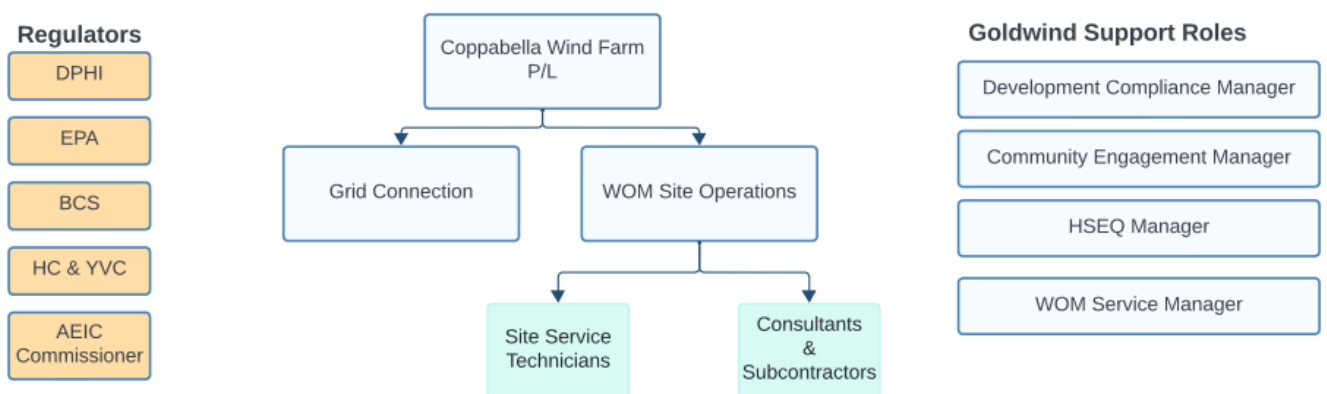 Regulators
DPHI
EPA
BCS
HC & YVC
AEIC
Commissioner
Coppabella Wind Farm
P/L
Grid Connection
WOM Site Operations
Site Service
Technicians
Consultants
&
Subcontractors
Goldwind Support Roles
Development Compliance Manager
Community Engagement Manager
HSEQ Manager
WOM Service Manager